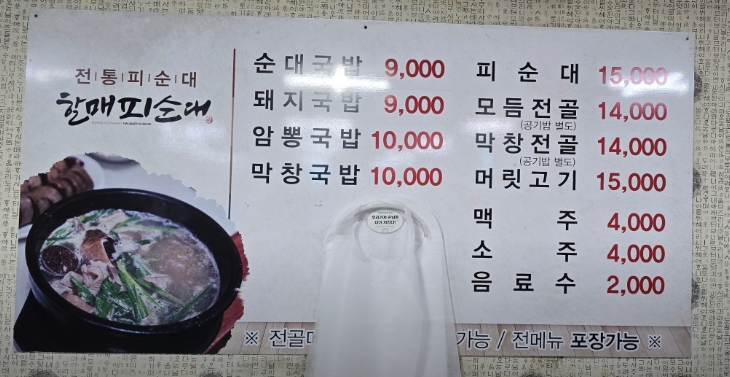 전통피순대
할매피순대
순대국밥 9,000
돼지국밥 9,000
암뽕국밥 10,000
막창국밥 10,000
피순대 15,000
모듬전골 14,000
(공기밥 별도)
막창전골 14,000
(공기밥 별도)
머릿고기 15,000
맥주 4,000
소주 4,000
음료수 2,000
※ 전골 가능 / 전메뉴 포장가능 ※